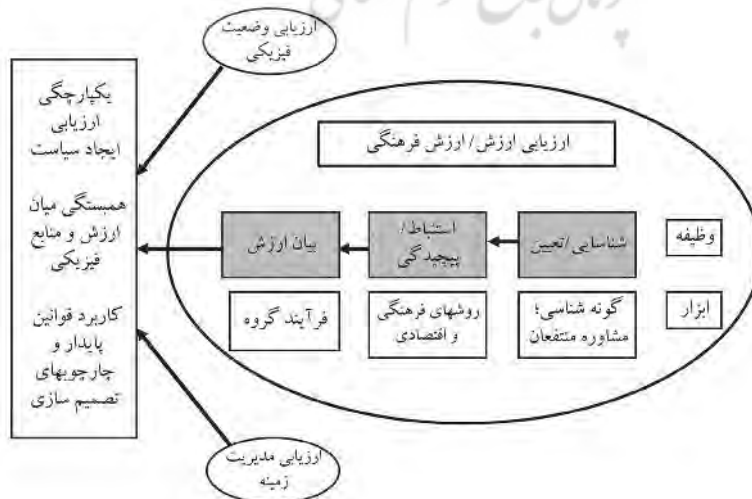 ارزیابی وضعیت
فیزیکی
ارزیابی ارزش/ ارزش فرهنگی
وظیفه
شناسایی/تعیین
استنباط/
پیچیدگی
بیان ارزش
ابزار
گونه شناسی؛
مشاوره منتفعان
روشهای فرهنگی
و اقتصادی
فرآیند گروه
یکپارچگی
ارزیابی
ایجاد سیاست
همبستگی میان
ارزش و منابع
فیزیکی
کاربرد قوانین
پایدار و
چارچوبهای
تصمیم سازی
ارزیابی مدیریت
زمینه